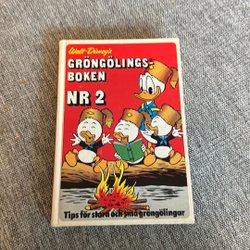 Walt Disney's
GRÖNGÖLINGS-
BOKEN
NR 2
Tips för stora och små gröngölingar